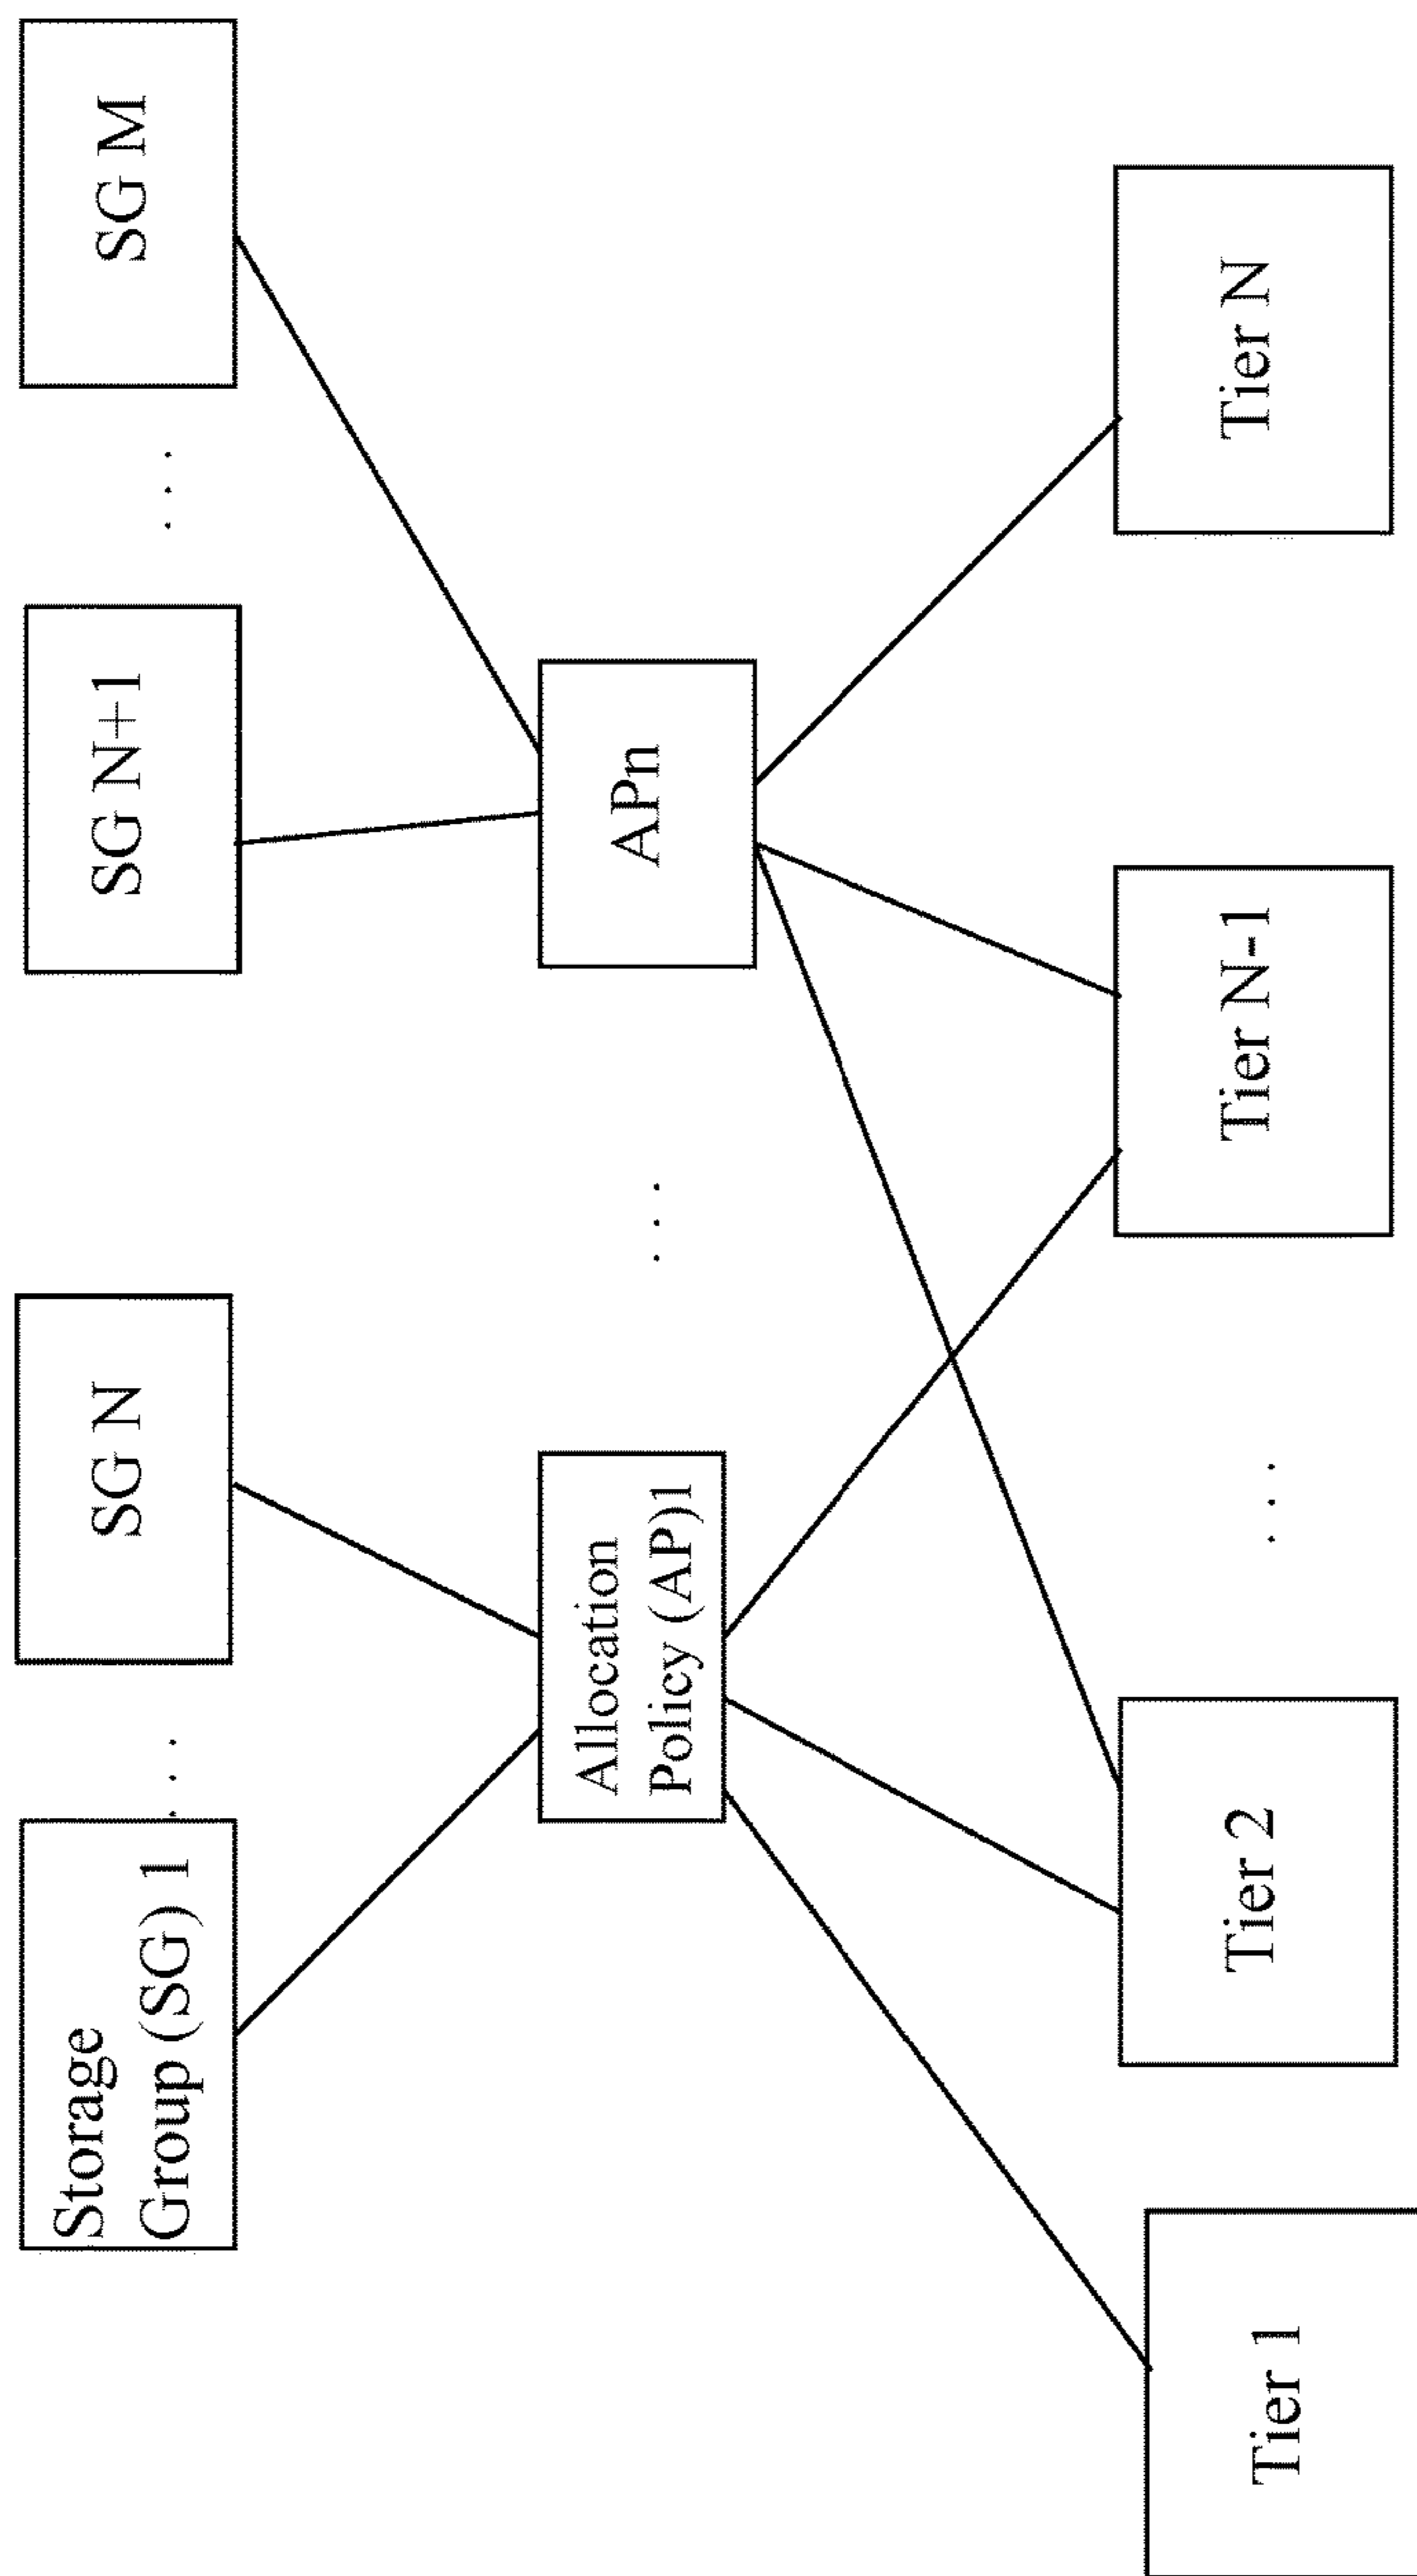 Storage
Group (SG) 1
. . .
SG N
SG N+1
. . .
SG M
Allocation
Policy (AP)1
. . .
APn
Tier 1
Tier 2
. . .
Tier N-1
Tier N